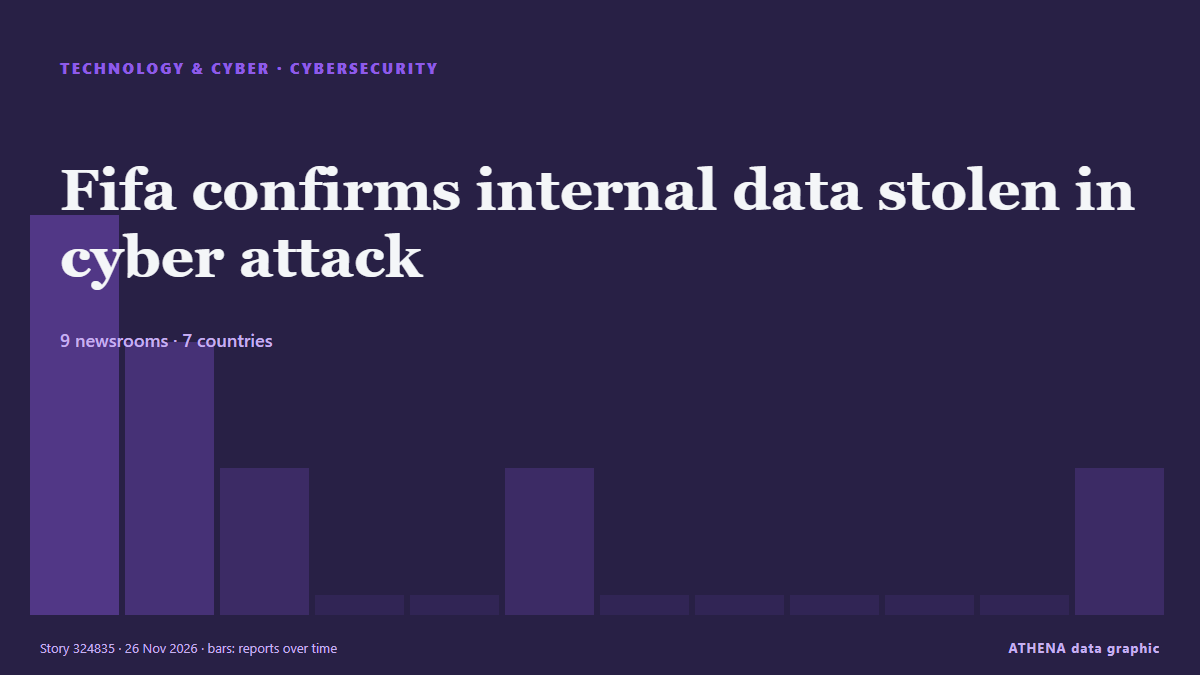 TECHNOLOGY & CYBER · CYBERSECURITY
Fifa confirms internal data stolen in
cyber attack
9 newsrooms · 7 countries
Story 324835 · 26 Nov 2026 · bars: reports over time
ATHENA data graphic